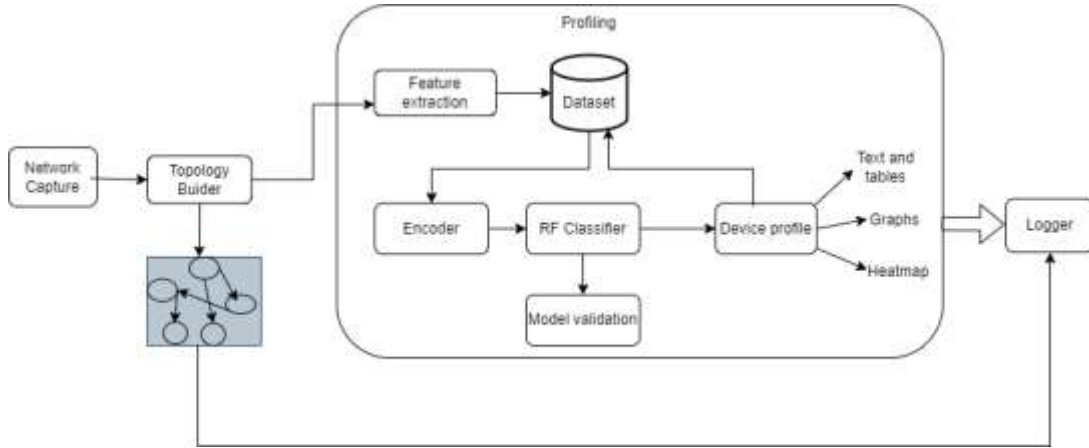 Profiling
Feature
extraction
Dataset
Network
Capture
Topology
Buider
Text and
tables
Encoder
RF Classifier
Device profile
Graphs
Logger
Heatmap
Model validation